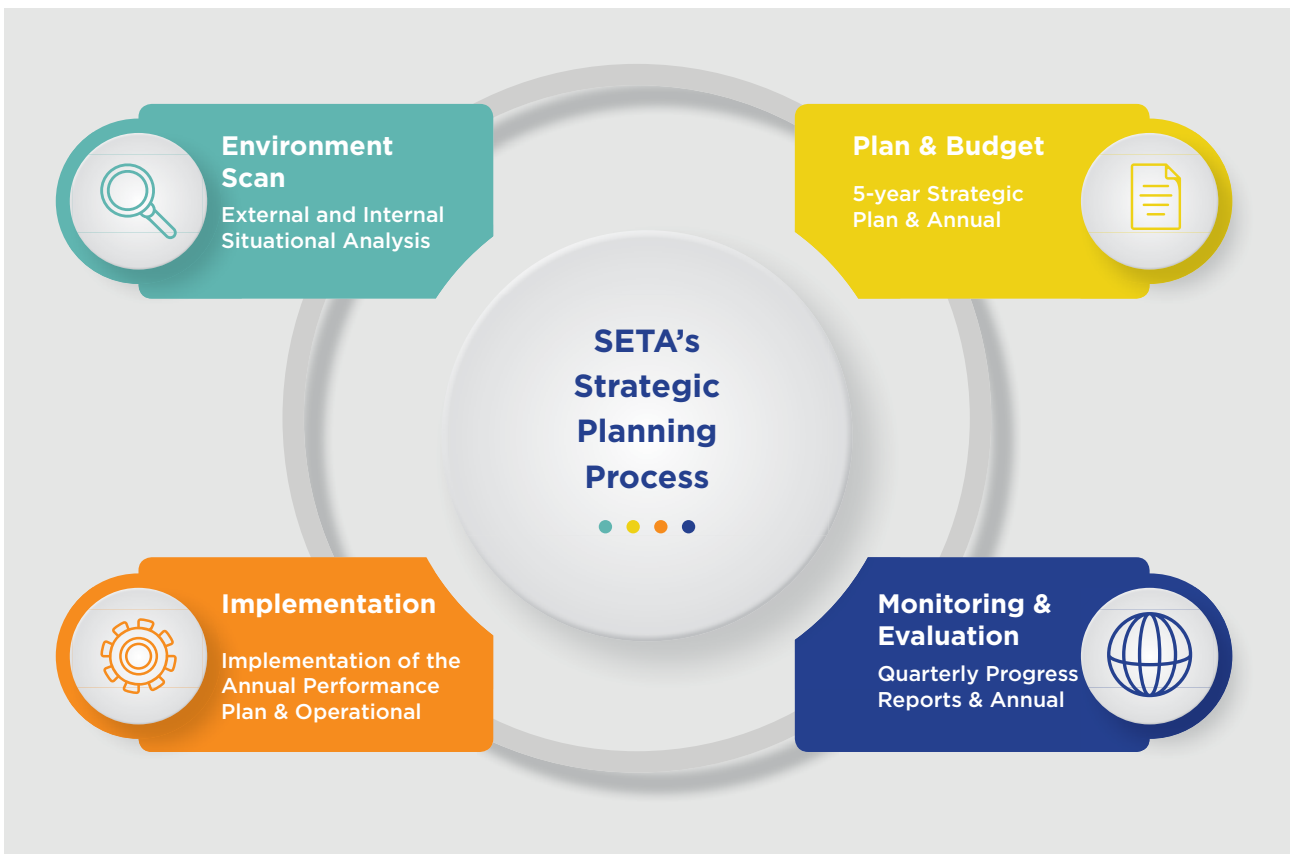 Environment
Scan
External and Internal
Situational Analysis
Plan & Budget
5-year Strategic
Plan & Annual
SETA’s
Strategic
Planning
Process
Implementation
Implementation of the
Annual Performance
Plan & Operational
Monitoring &
Evaluation
Quarterly Progress
Reports & Annual